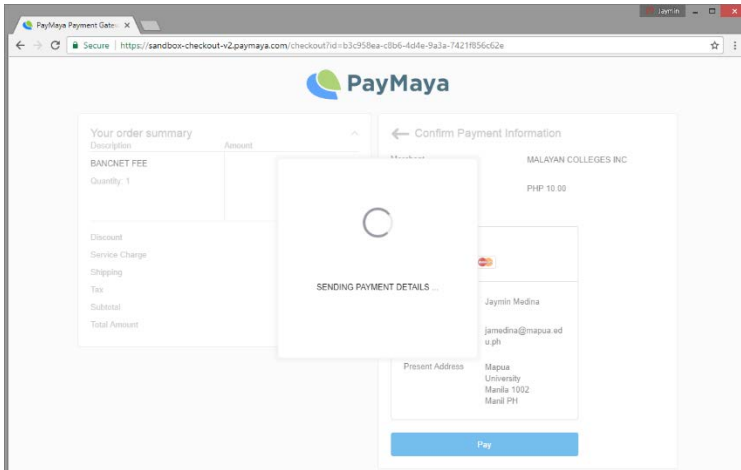 Jaymin
PayMaya Payment Gate
Secure | https://sandbox-checkout-v2.paymaya.com/checkout?id=b3c958ea-c8b6-4d4e-9a3a-7421f856c62e
PayMaya
Your order summary
Description Amount
BANCNET FEE
Quantity: 1
Discount
Service Charge
Shipping
Tax
Subtotal
Total Amount
Confirm Payment Information
Merchant MALAYAN COLLEGES INC
PHP 10.00
SENDING PAYMENT DETAILS ...
Jaymin Medina
jamedina@mapua.ed
u.ph
Present Address Mapua
University
Manila 1002
Manil PH
Pay